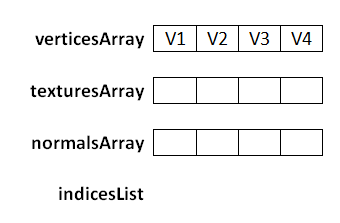 verticesArray V1 V2 V3 V4
texturesArray
normalsArray
indicesList